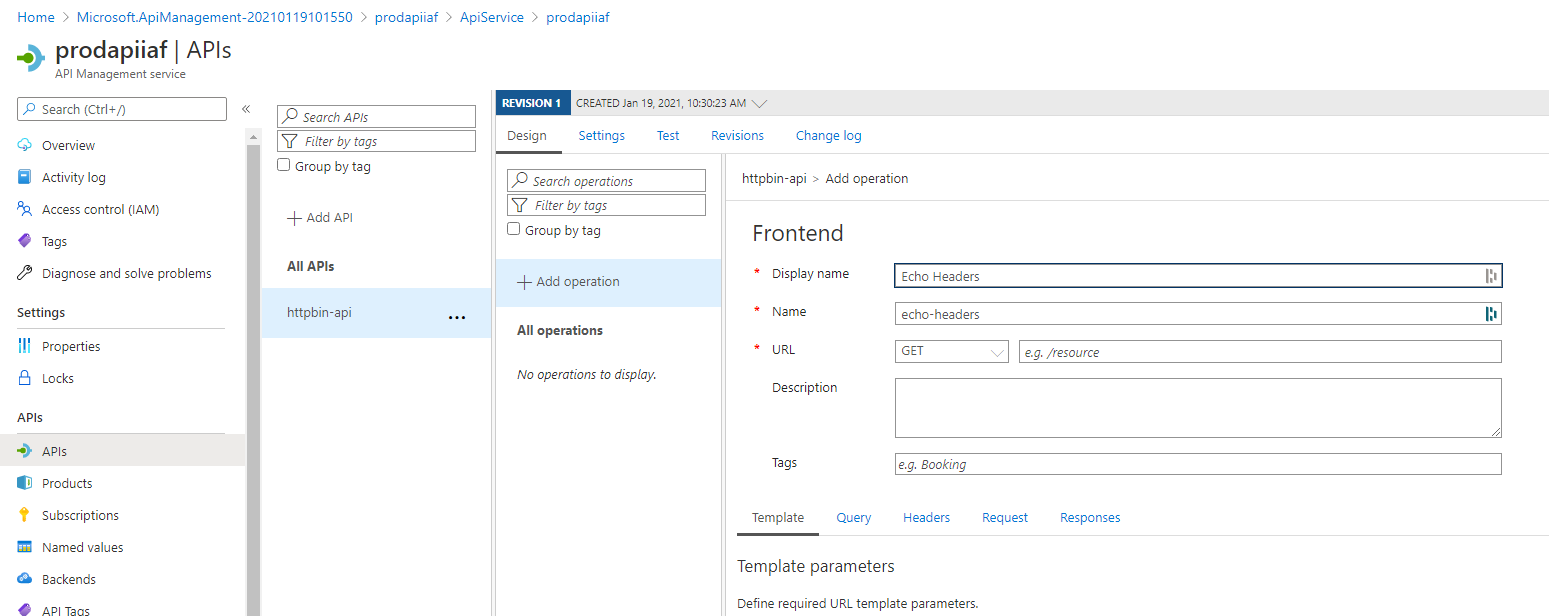 Home > Microsoft.ApiManagement-20210119101550 > prodapiiaf > ApiService > prodapiiaf
prodapiiaf | APIs
API Management service
Search (Ctrl+/)
«
Overview
Activity log
Access control (IAM)
Tags
Diagnose and solve problems
Settings
Properties
Locks
APIs
APIs
Products
Subscriptions
Named values
Backends
API Tags
Search APIs
Filter by tags
Group by tag
+ Add API
All APIs
httpbin-api ...
REVISION 1 CREATED Jan 19, 2021, 10:30:23 AM
Design Settings Test Revisions Change log
Search operations
Filter by tags
Group by tag
+ Add operation
All operations
No operations to display.
httpbin-api > Add operation
Frontend
* Display name Echo Headers
* Name echo-headers
* URL GET e.g. /resource
Description
Tags e.g. Booking
Template Query Headers Request Responses
Template parameters
Define required URL template parameters.